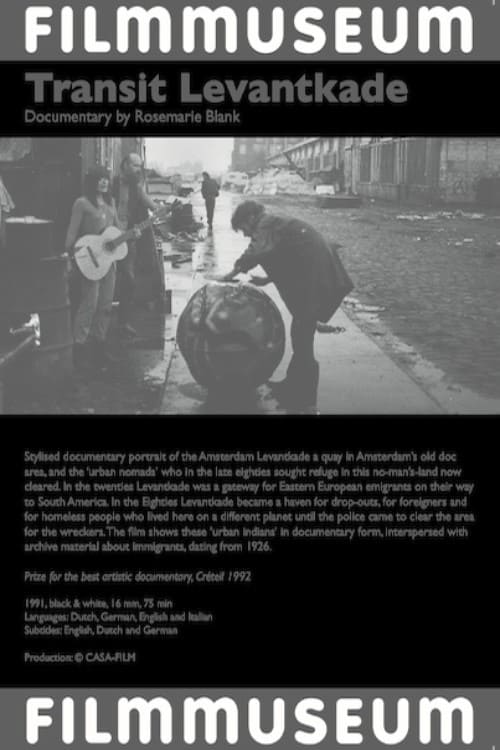 FILMMUSEUM
Transit Levantkade
Documentary by Rosemarie Blank
Stylised documentary portrait of the Amsterdam Levantkade a quay in Amsterdam's old doc
area, and the 'urban nomads' who in the late eighties sought refuge in this no-man's-land now
cleared. In the twenties Levantkade was a gateway for Eastern European emigrants on their way
to South America. In the Eighties Levantkade became a haven for drop-outs, for foreigners and
for homeless people who lived here on a different planet until the police came to clear the area
for the wreckers. The film shows these 'urban indians' in documentary form, interspersed with
archive material about immigrants, dating from 1926.
Prize for the best artistic documentary, Créteil 1992
1991, black & white, 16 mm, 75 min
Languages: Dutch, German, English and Italian
Subtitles: English, Dutch and German
Production: © CASA-FILM
FILMMUSEUM